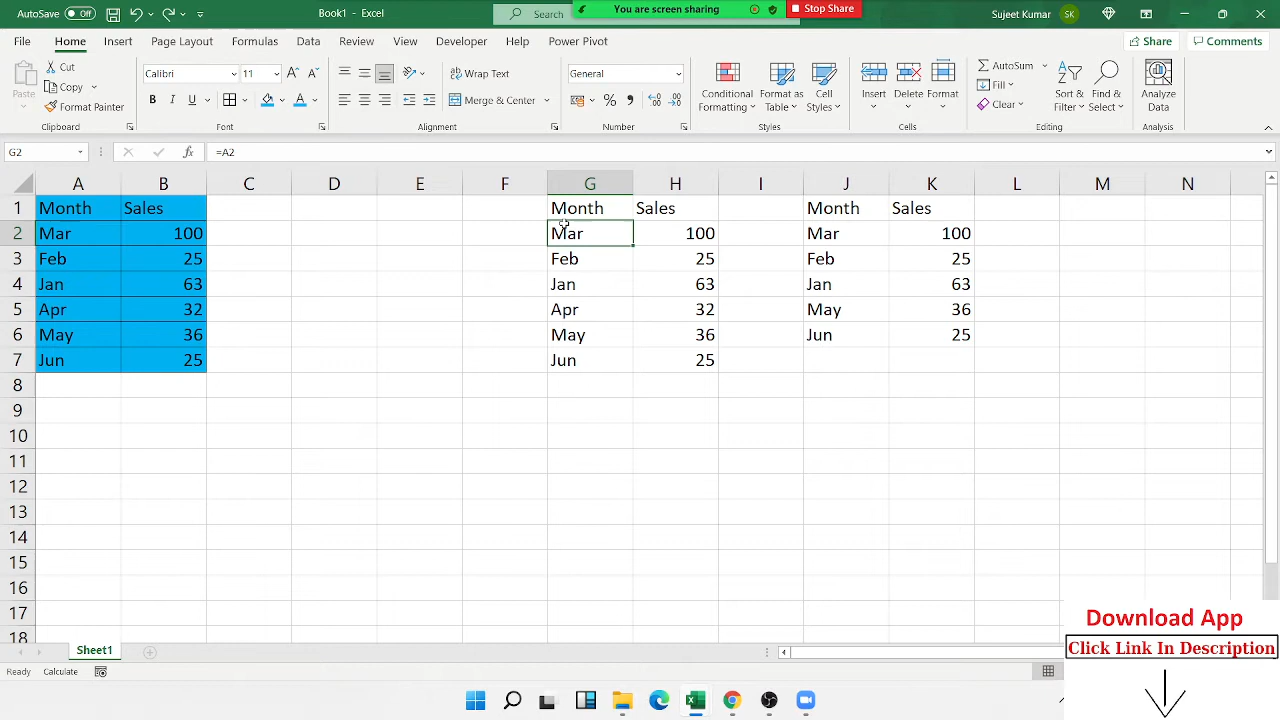 AutoSave Off Book1 - Excel Search You are screen sharing Stop Share Sujeet Kumar SK
File Home Insert Page Layout Formulas Data Review View Developer Help Power Pivot Share Comments
Paste Cut Copy Format Painter Clipboard
Calibri 11 B I U A Font
Wrap Text Merge & Center Alignment
General % Number
Conditional Formatting Format as Table Cell Styles Styles
Insert Delete Format Cells
AutoSum Fill Clear Sort & Filter Find & Select Editing
Analyze Data Analysis
G2 fx =A2
A B C D E F G H I J K L M N
1 Month Sales Month Sales Month Sales
2 Mar 100 Mar 100 Mar 100
3 Feb 25 Feb 25 Feb 25
4 Jan 63 Jan 63 Jan 63
5 Apr 32 Apr 32 May 36
6 May 36 May 36 Jun 25
7 Jun 25 Jun 25
8
9
10
11
12
13
14
15
16
17
18
Download App
Click Link In Description
Sheet1
Ready Calculate